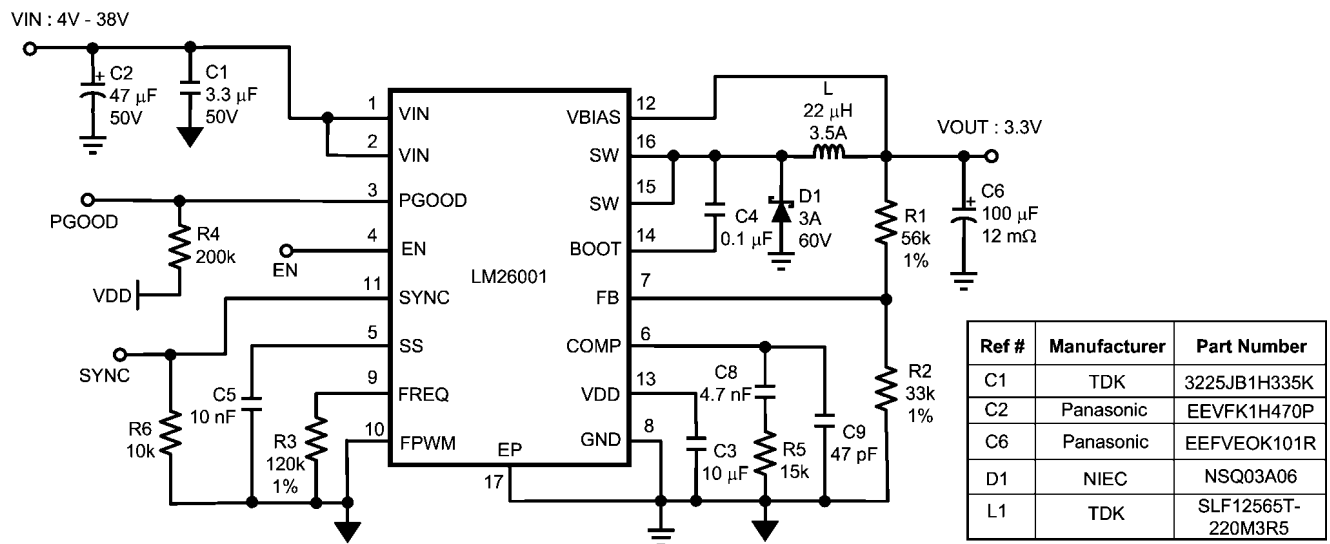 VIN : 4V - 38V
+ C2
47 μF
50V
C1
3.3 μF
50V
1
VIN
2
VIN
3
PGOOD
PGOOD
R4
200k
VDD
4
EN
EN
11
SYNC
SYNC
R6
10k
5
SS
C5
10 nF
9
FREQ
R3
120k
1%
10
FPWM
EP
17
LM26001
VBIAS
12
SW
16
SW
15
BOOT
14
FB
7
COMP
6
VDD
13
GND
8
L
22 μH
3.5A
VOUT : 3.3V
C4
0.1 μF
D1
3A
60V
R1
56k
1%
+
C6
100 μF
12 mΩ
R2
33k
1%
C8
4.7 nF
R5
15k
C9
47 pF
C3
10 μF
Ref # Manufacturer Part Number
C1 TDK 3225JB1H335K
C2 Panasonic EEVFK1H470P
C6 Panasonic EEFVEOK101R
D1 NIEC NSQ03A06
L1 TDK SLF12565T-
220M3R5